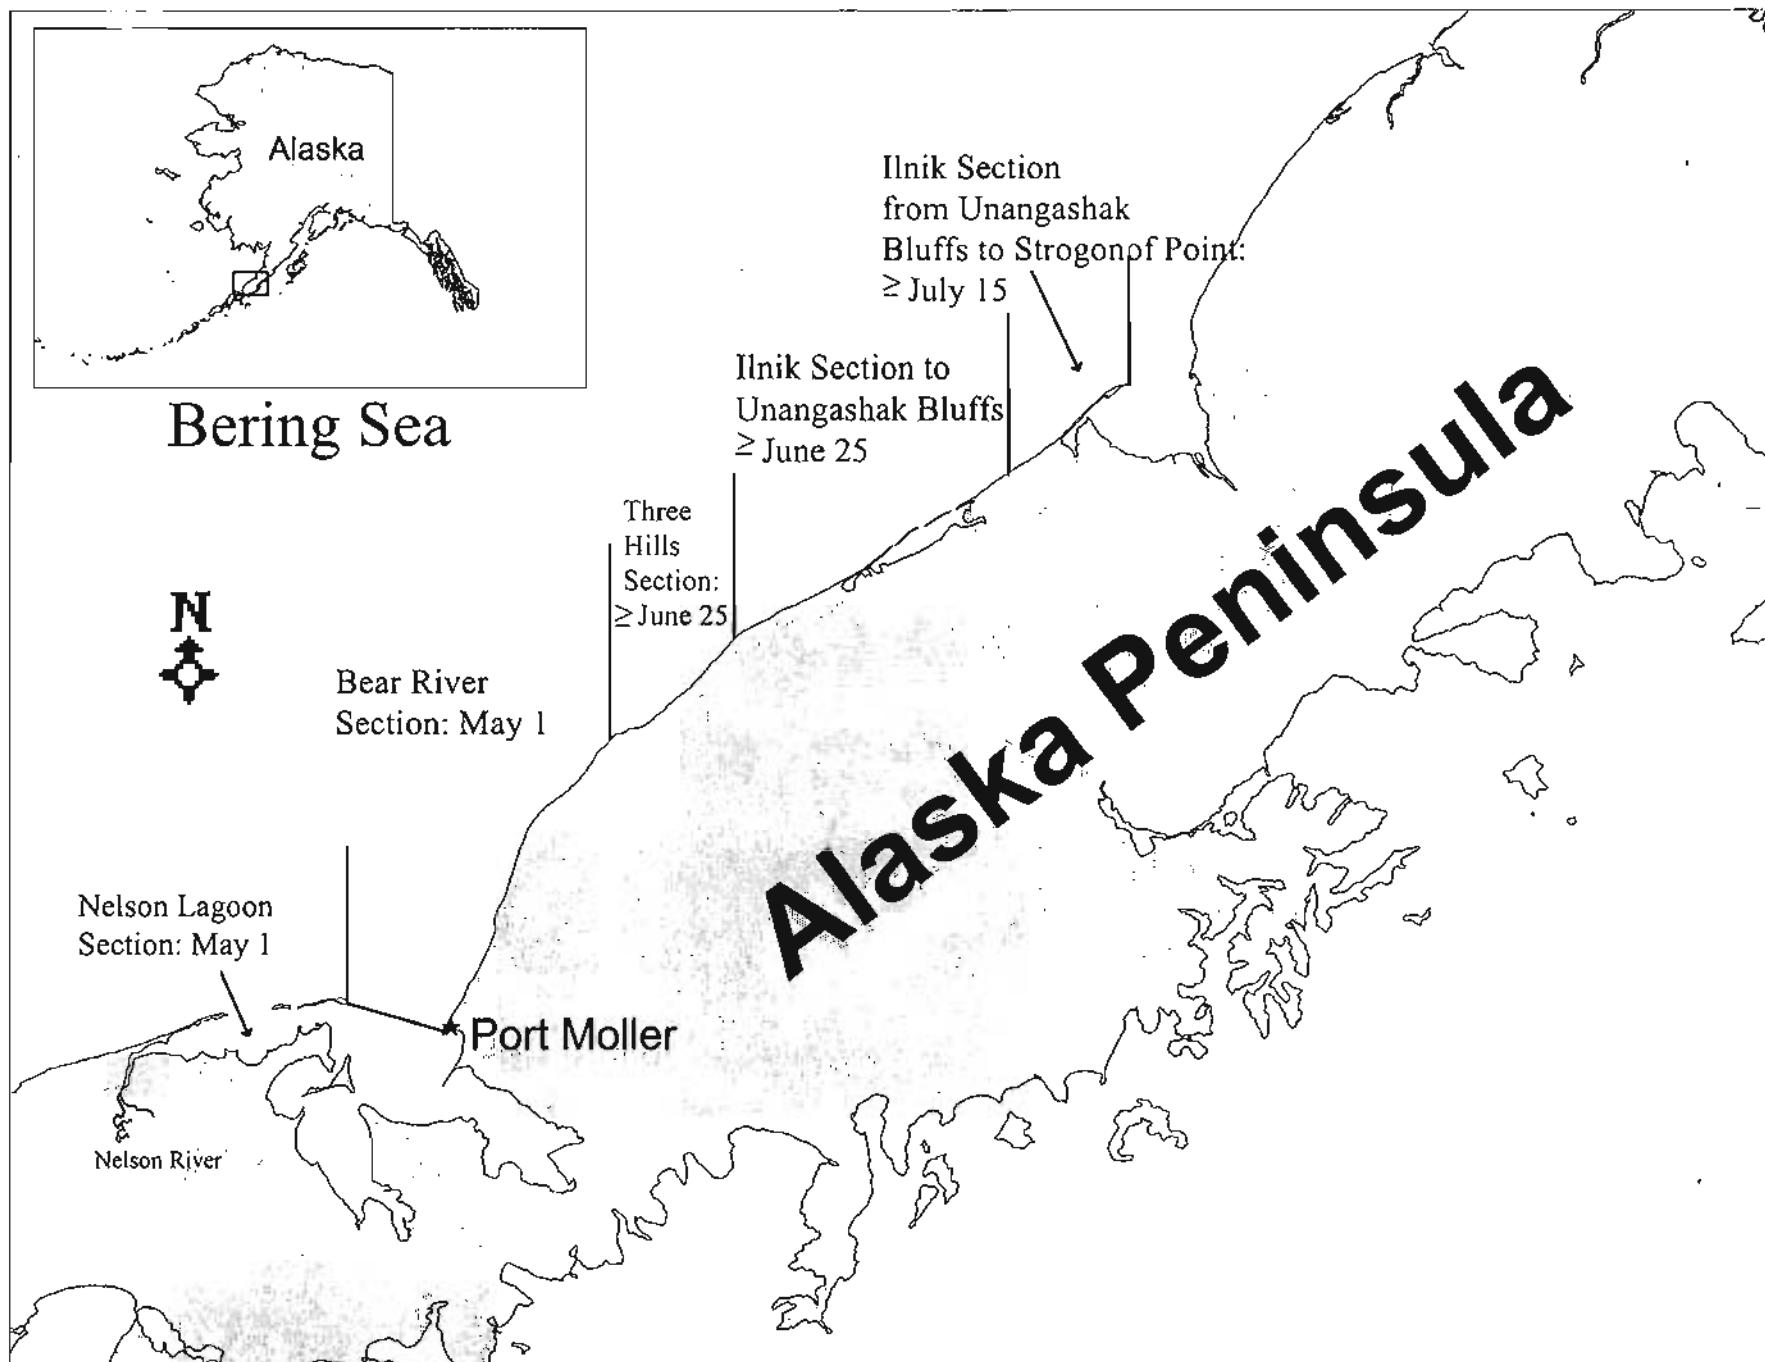 Alaska
Bering Sea
N
Ilnik Section
from Unangashak
Bluffs to Strogonof Point:
≥ July 15
Ilnik Section to
Unangashak Bluffs
≥ June 25
Three
Hills
Section:
≥ June 25
Bear River
Section: May 1
Nelson Lagoon
Section: May 1
Port Moller
Nelson River
Alaska Peninsula